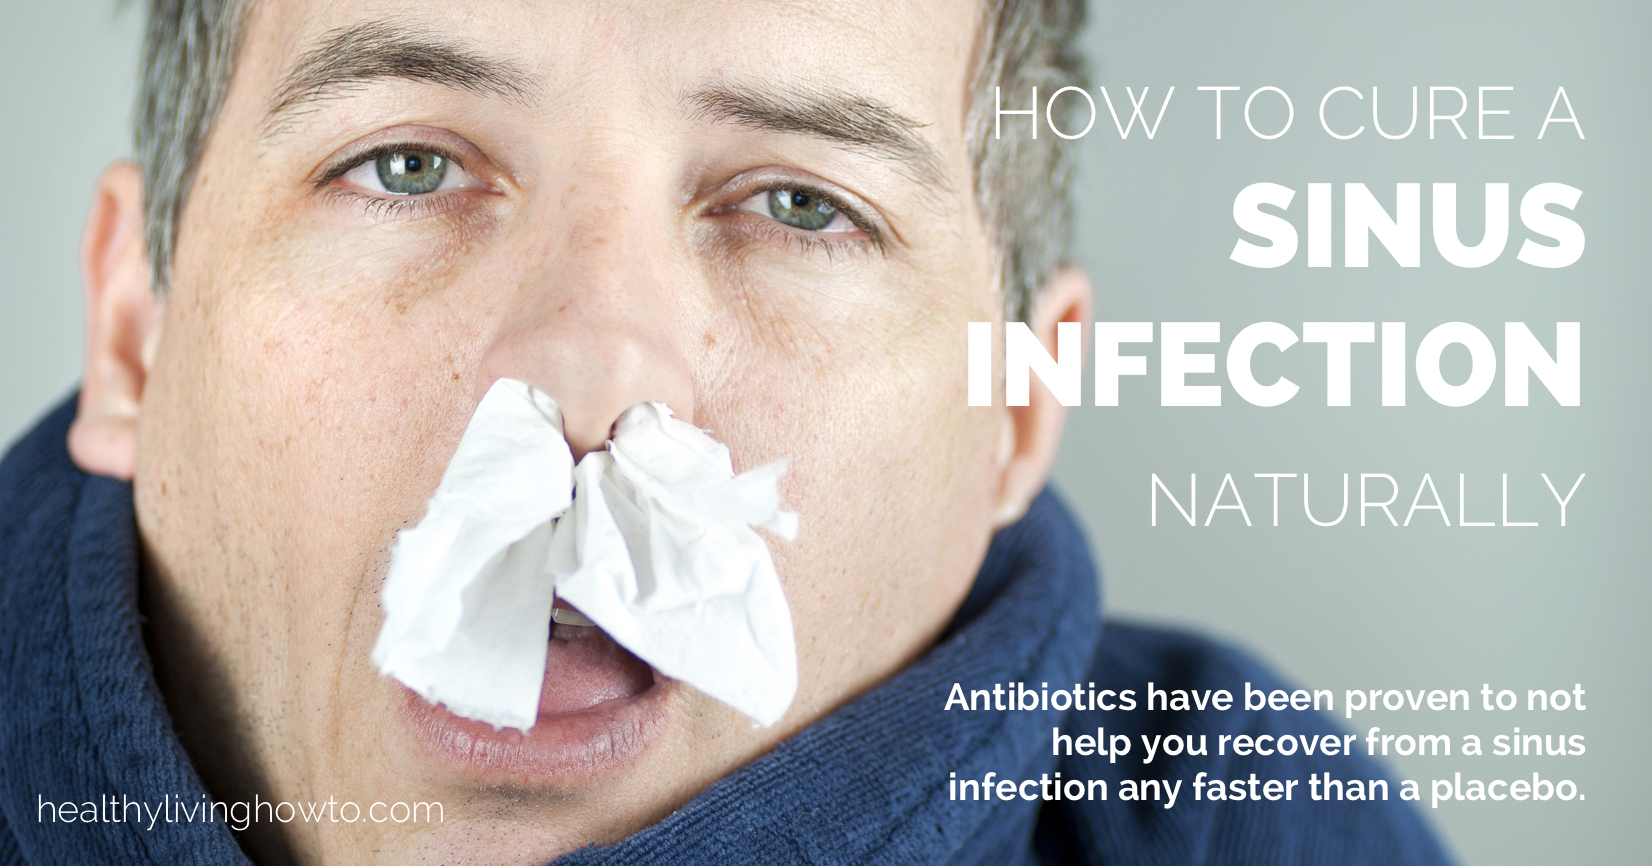 HOW TO CURE A
SINUS
INFECTION
NATURALLY
Antibiotics have been proven to not
help you recover from a sinus
infection any faster than a placebo.
healthylivinghowto.com